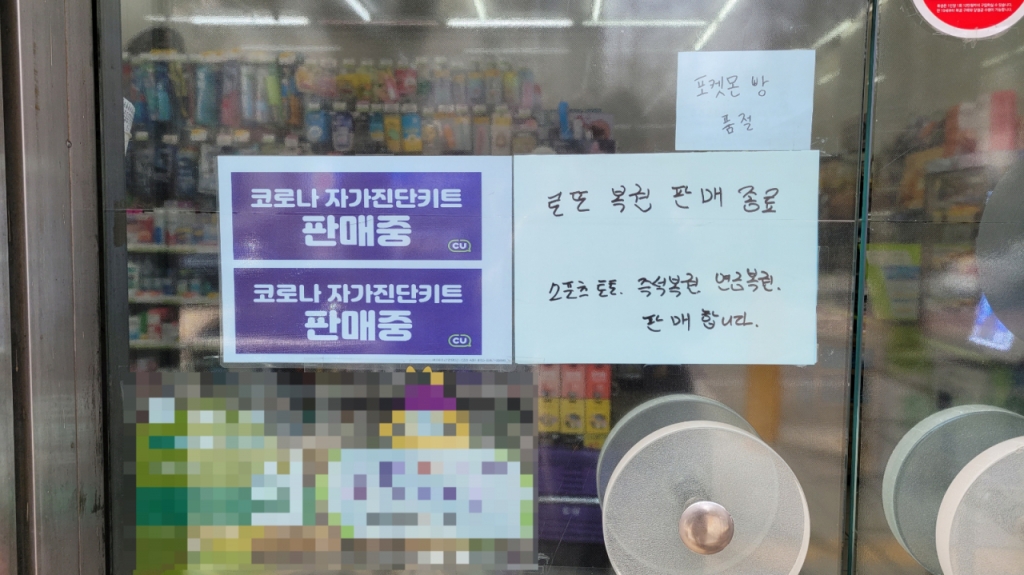 포켓몬 빵
품절
코로나 자가진단키트
판매중
CU
코로나 자가진단키트
판매중
CU
로또 복권 판매 종료
스포츠 토토. 즉석복권. 연금복권.
판매 합니다.